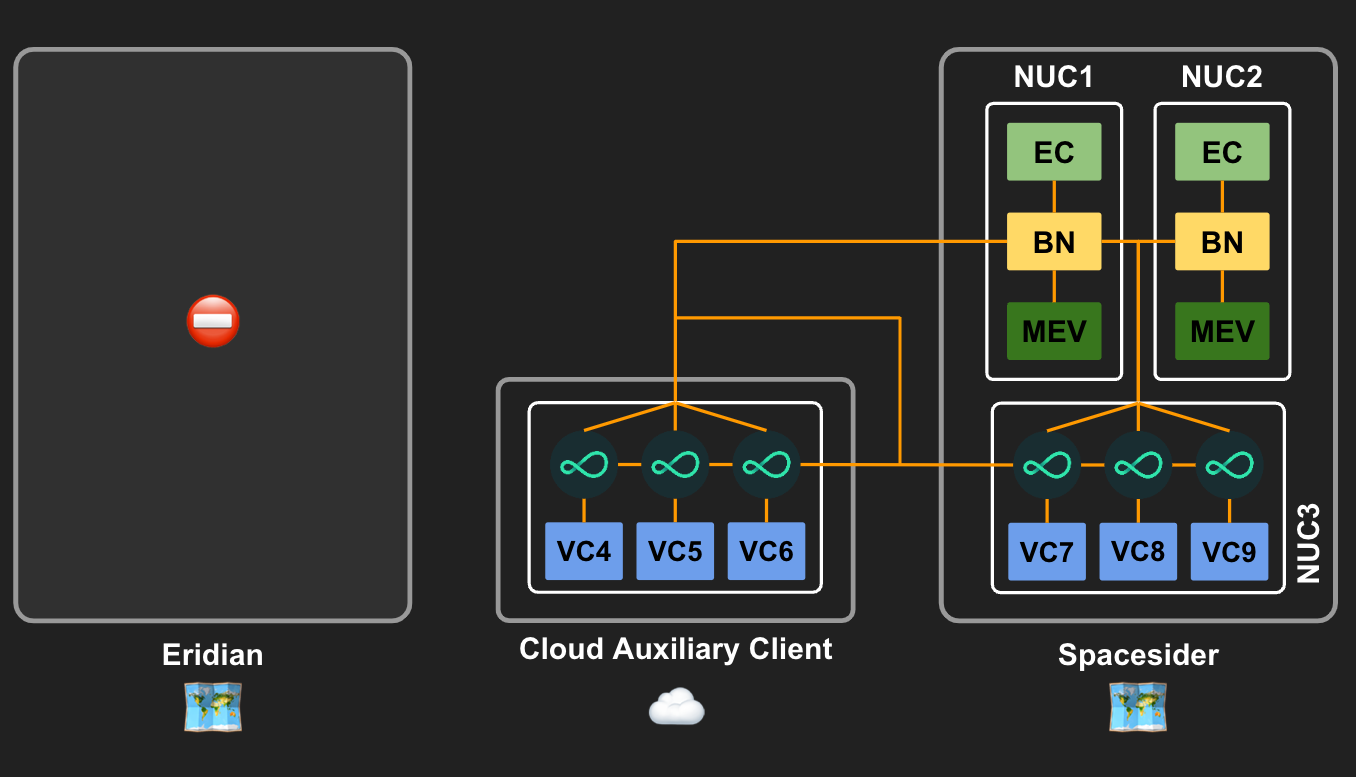 NUC1
NUC2
EC
EC
BN
BN
MEV
MEV
VC4
VC5
VC6
VC7
VC8
VC9
NUC3
Eridian
Cloud Auxiliary Client
Spacesider